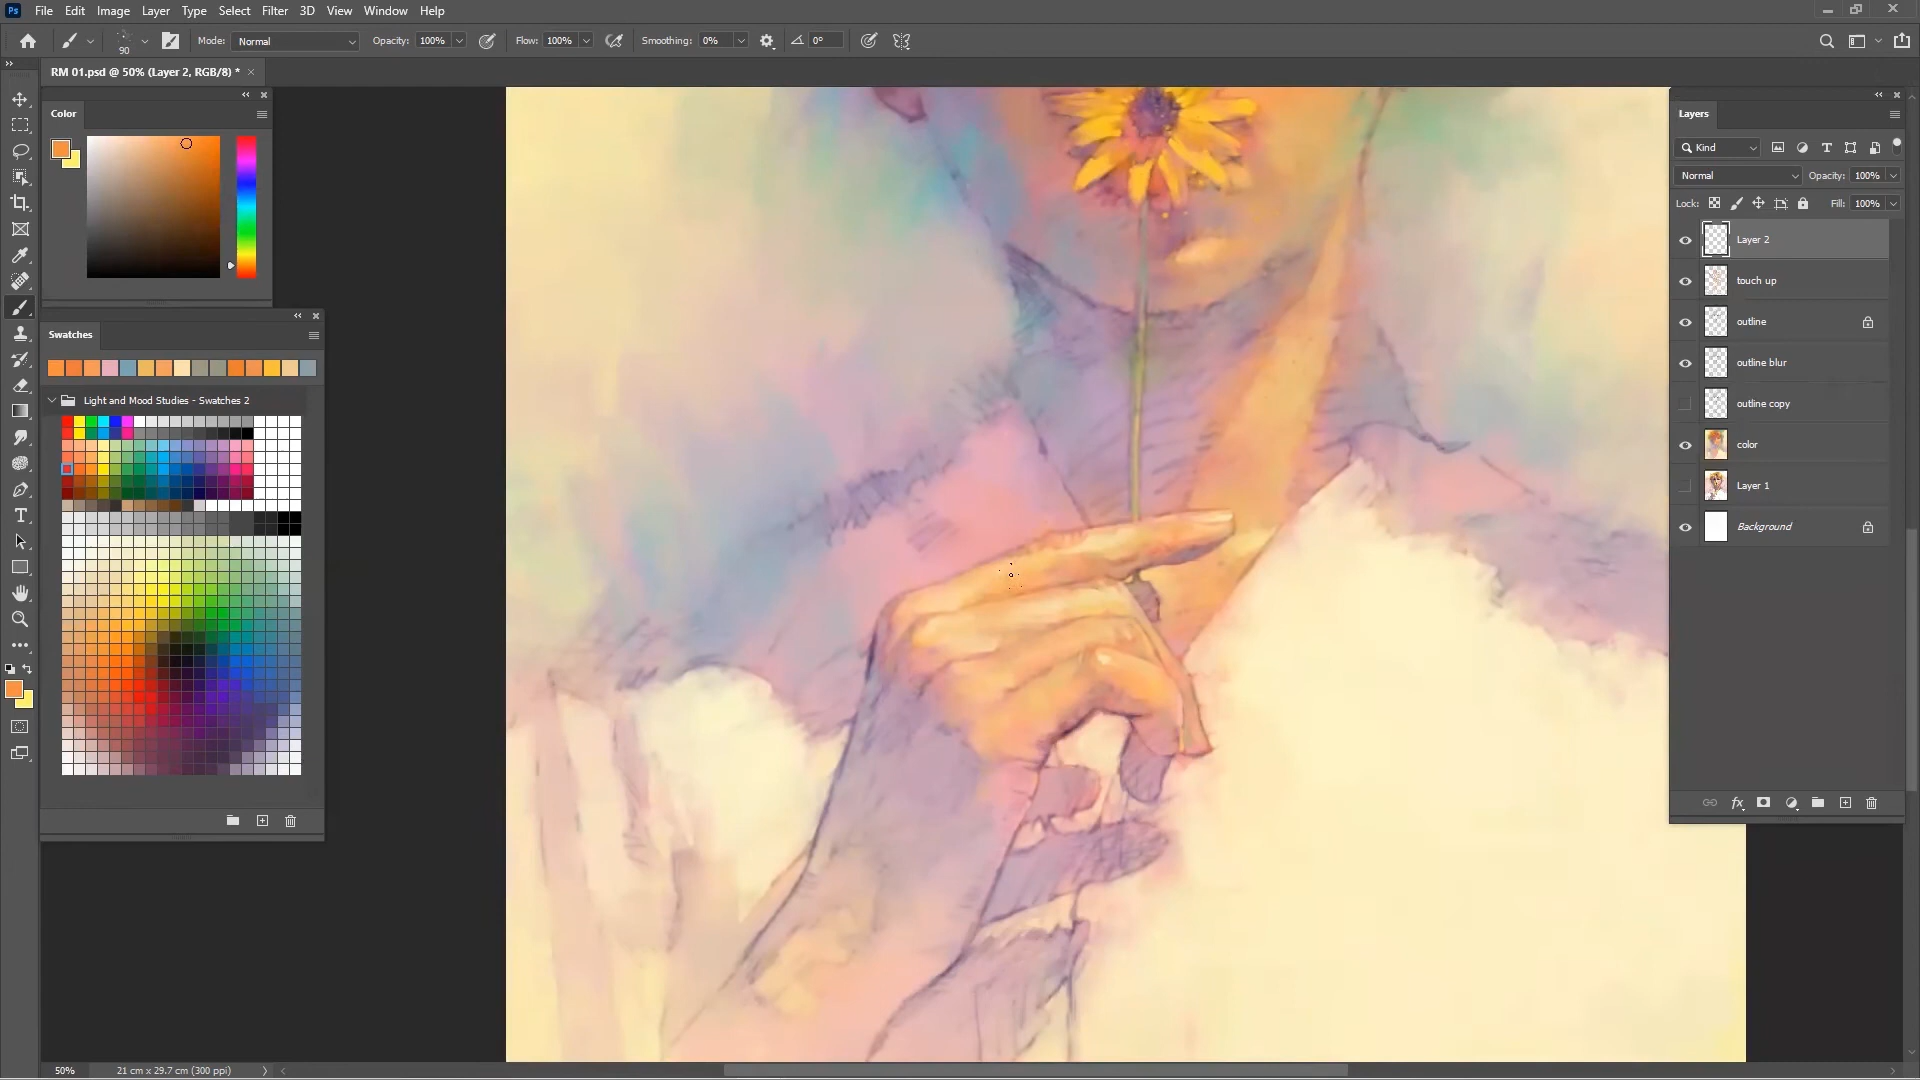 Ps File Edit Image Layer Type Select Filter 3D View Window Help
90 Mode: Normal Opacity: 100% Flow: 100% Smoothing: 0% 0°
RM 01.psd @ 50% (Layer 2, RGB/8) * ×
Color
Swatches
Light and Mood Studies - Swatches 2
Layers
Kind
Normal Opacity: 100%
Lock: Fill: 100%
Layer 2
touch up
outline
outline blur
outline copy
color
Layer 1
Background
fx
50% 21 cm x 29.7 cm (300 ppi)